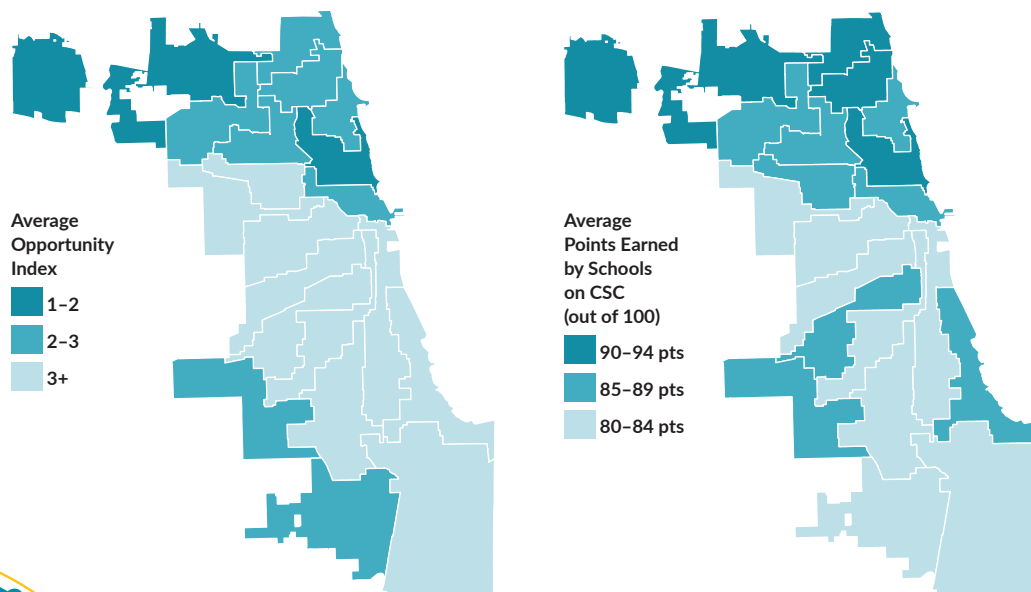 Average
Opportunity
Index
1–2
2–3
3+
Average
Points Earned
by Schools
on CSC
(out of 100)
90–94 pts
85–89 pts
80–84 pts